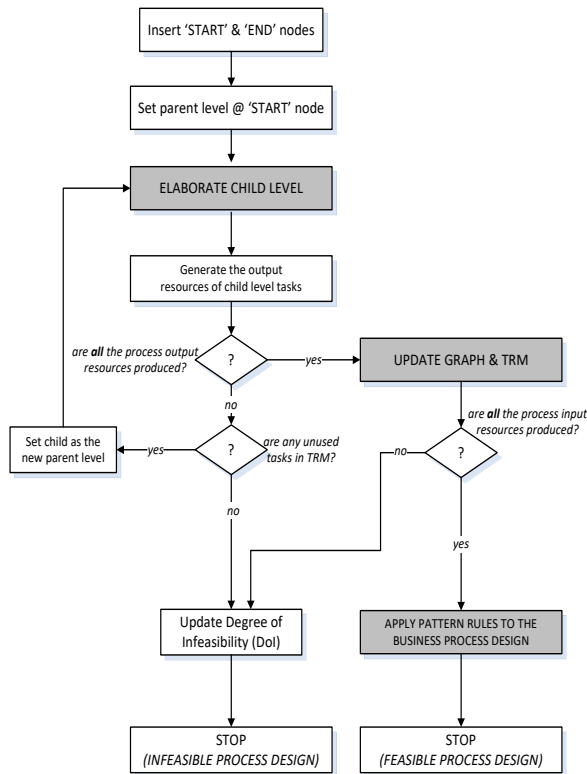 Insert ‘START’ & ‘END’ nodes
Set parent level @ ‘START’ node
ELABORATE CHILD LEVEL
Generate the output
resources of child level tasks
are all the process output
resources produced?
?
yes
UPDATE GRAPH & TRM
no
are all the process input
resources produced?
Set child as the
new parent level
yes
?
are any unused
tasks in TRM?
no
?
no
yes
Update Degree of
Infeasibility (DoI)
APPLY PATTERN RULES TO THE
BUSINESS PROCESS DESIGN
STOP
(INFEASIBLE PROCESS DESIGN)
STOP
(FEASIBLE PROCESS DESIGN)